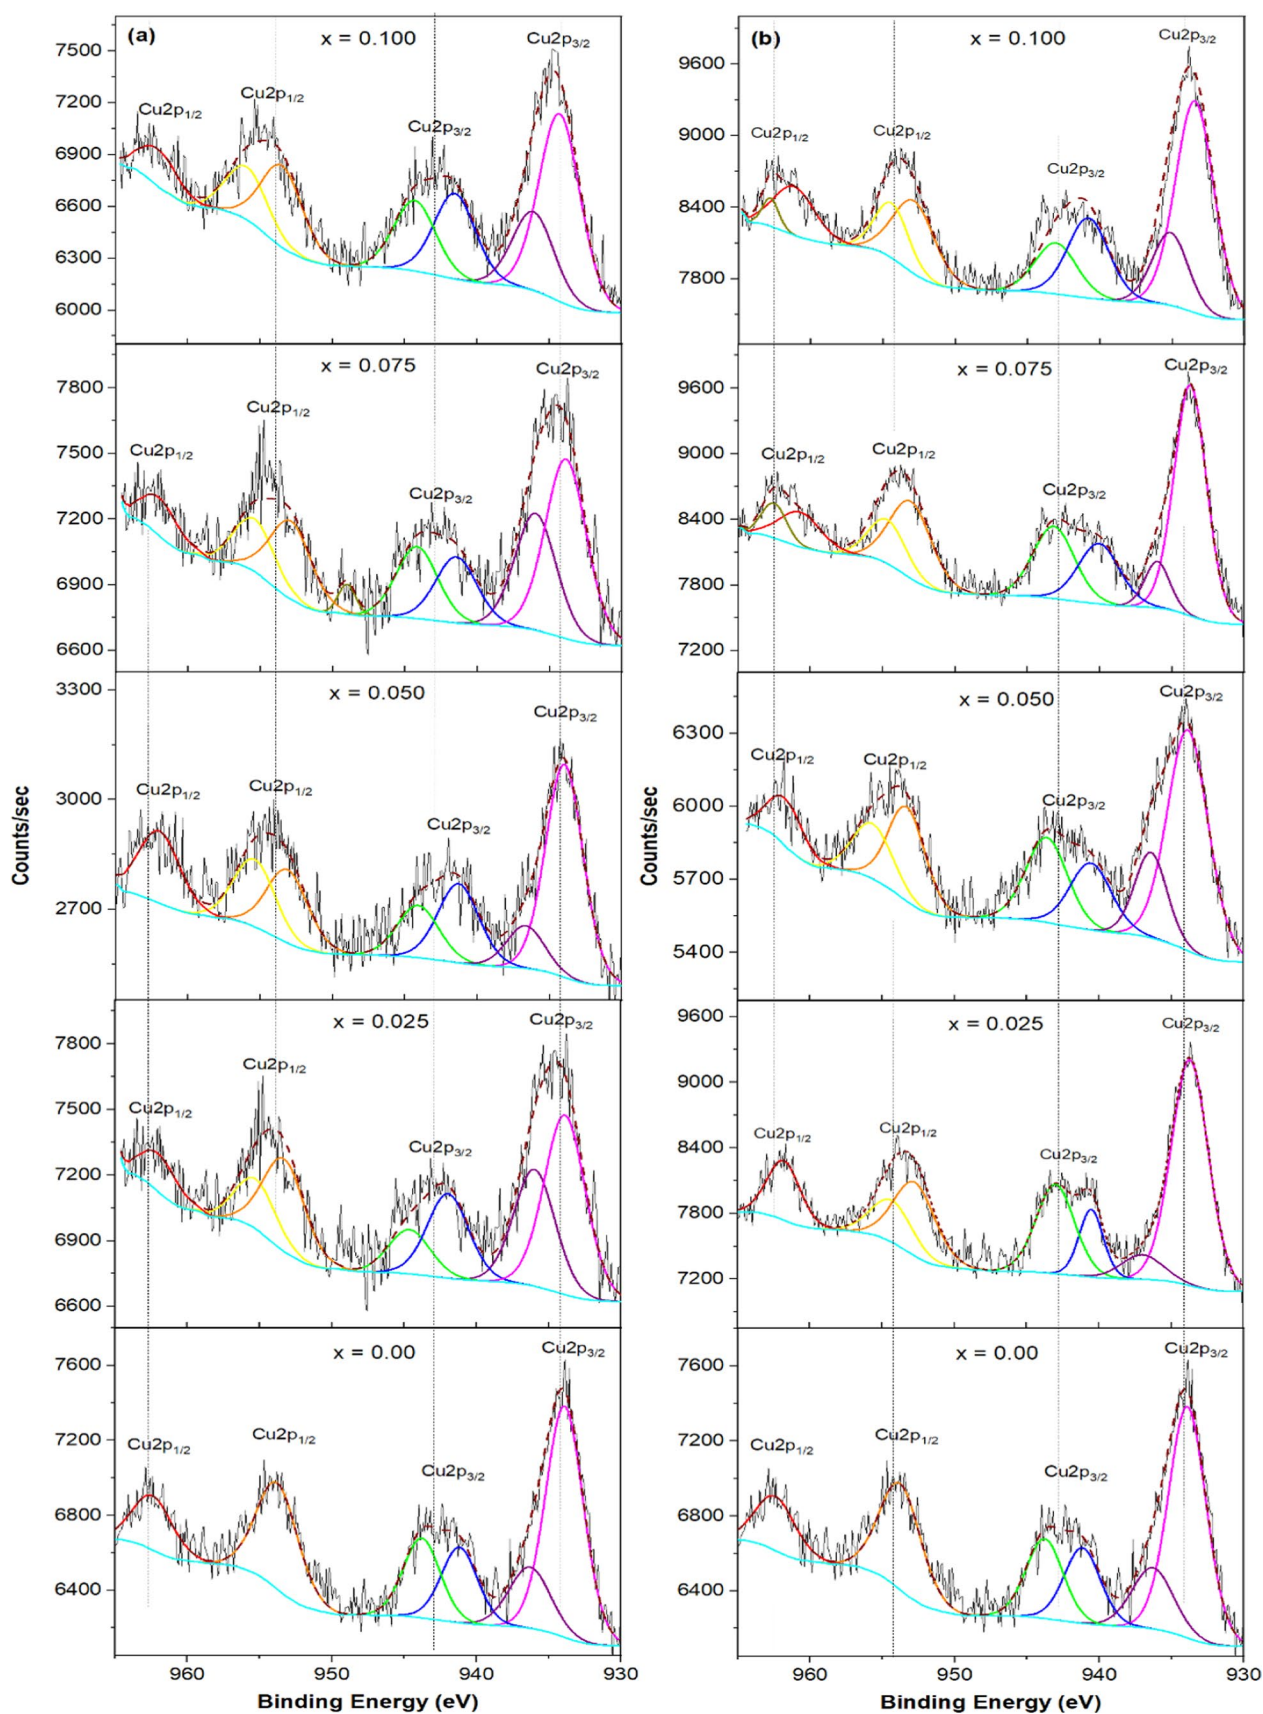 (a)
x = 0.100
Cu2p3/2
Cu2p1/2
Cu2p1/2
Cu2p3/2
7500
7200
6900
6600
6300
6000
x = 0.075
Cu2p3/2
Cu2p1/2
Cu2p1/2
Cu2p3/2
7800
7500
7200
6900
6600
x = 0.050
Cu2p3/2
Cu2p1/2
Cu2p1/2
Cu2p3/2
3300
3000
2700
Counts/sec
x = 0.025
Cu2p3/2
Cu2p1/2
Cu2p1/2
Cu2p3/2
7800
7500
7200
6900
6600
x = 0.00
Cu2p3/2
Cu2p1/2
Cu2p1/2
Cu2p3/2
7600
7200
6800
6400
960 950 940 930
Binding Energy (eV)
(b)
x = 0.100
Cu2p3/2
Cu2p1/2
Cu2p1/2
Cu2p3/2
9600
9000
8400
7800
x = 0.075
Cu2p3/2
Cu2p1/2
Cu2p1/2
Cu2p3/2
9600
9000
8400
7800
7200
x = 0.050
Cu2p3/2
Cu2p1/2
Cu2p1/2
Cu2p3/2
6300
6000
5700
5400
Counts/sec
x = 0.025
Cu2p3/2
Cu2p1/2
Cu2p1/2
Cu2p3/2
9600
9000
8400
7800
7200
x = 0.00
Cu2p3/2
Cu2p1/2
Cu2p1/2
Cu2p3/2
7600
7200
6800
6400
960 950 940 930
Binding Energy (eV)